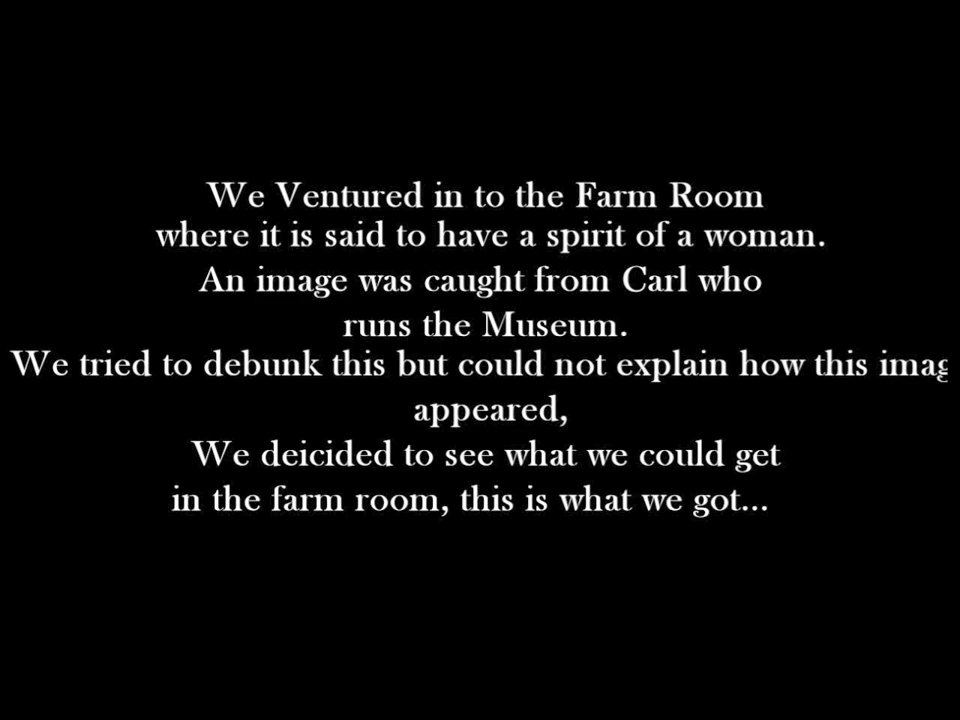 We Ventured in to the Farm Room
where it is said to have a spirit of a woman.
An image was caught from Carl who
runs the Museum.
We tried to debunk this but could not explain how this imag
appeared,
We deicided to see what we could get
in the farm room, this is what we got...